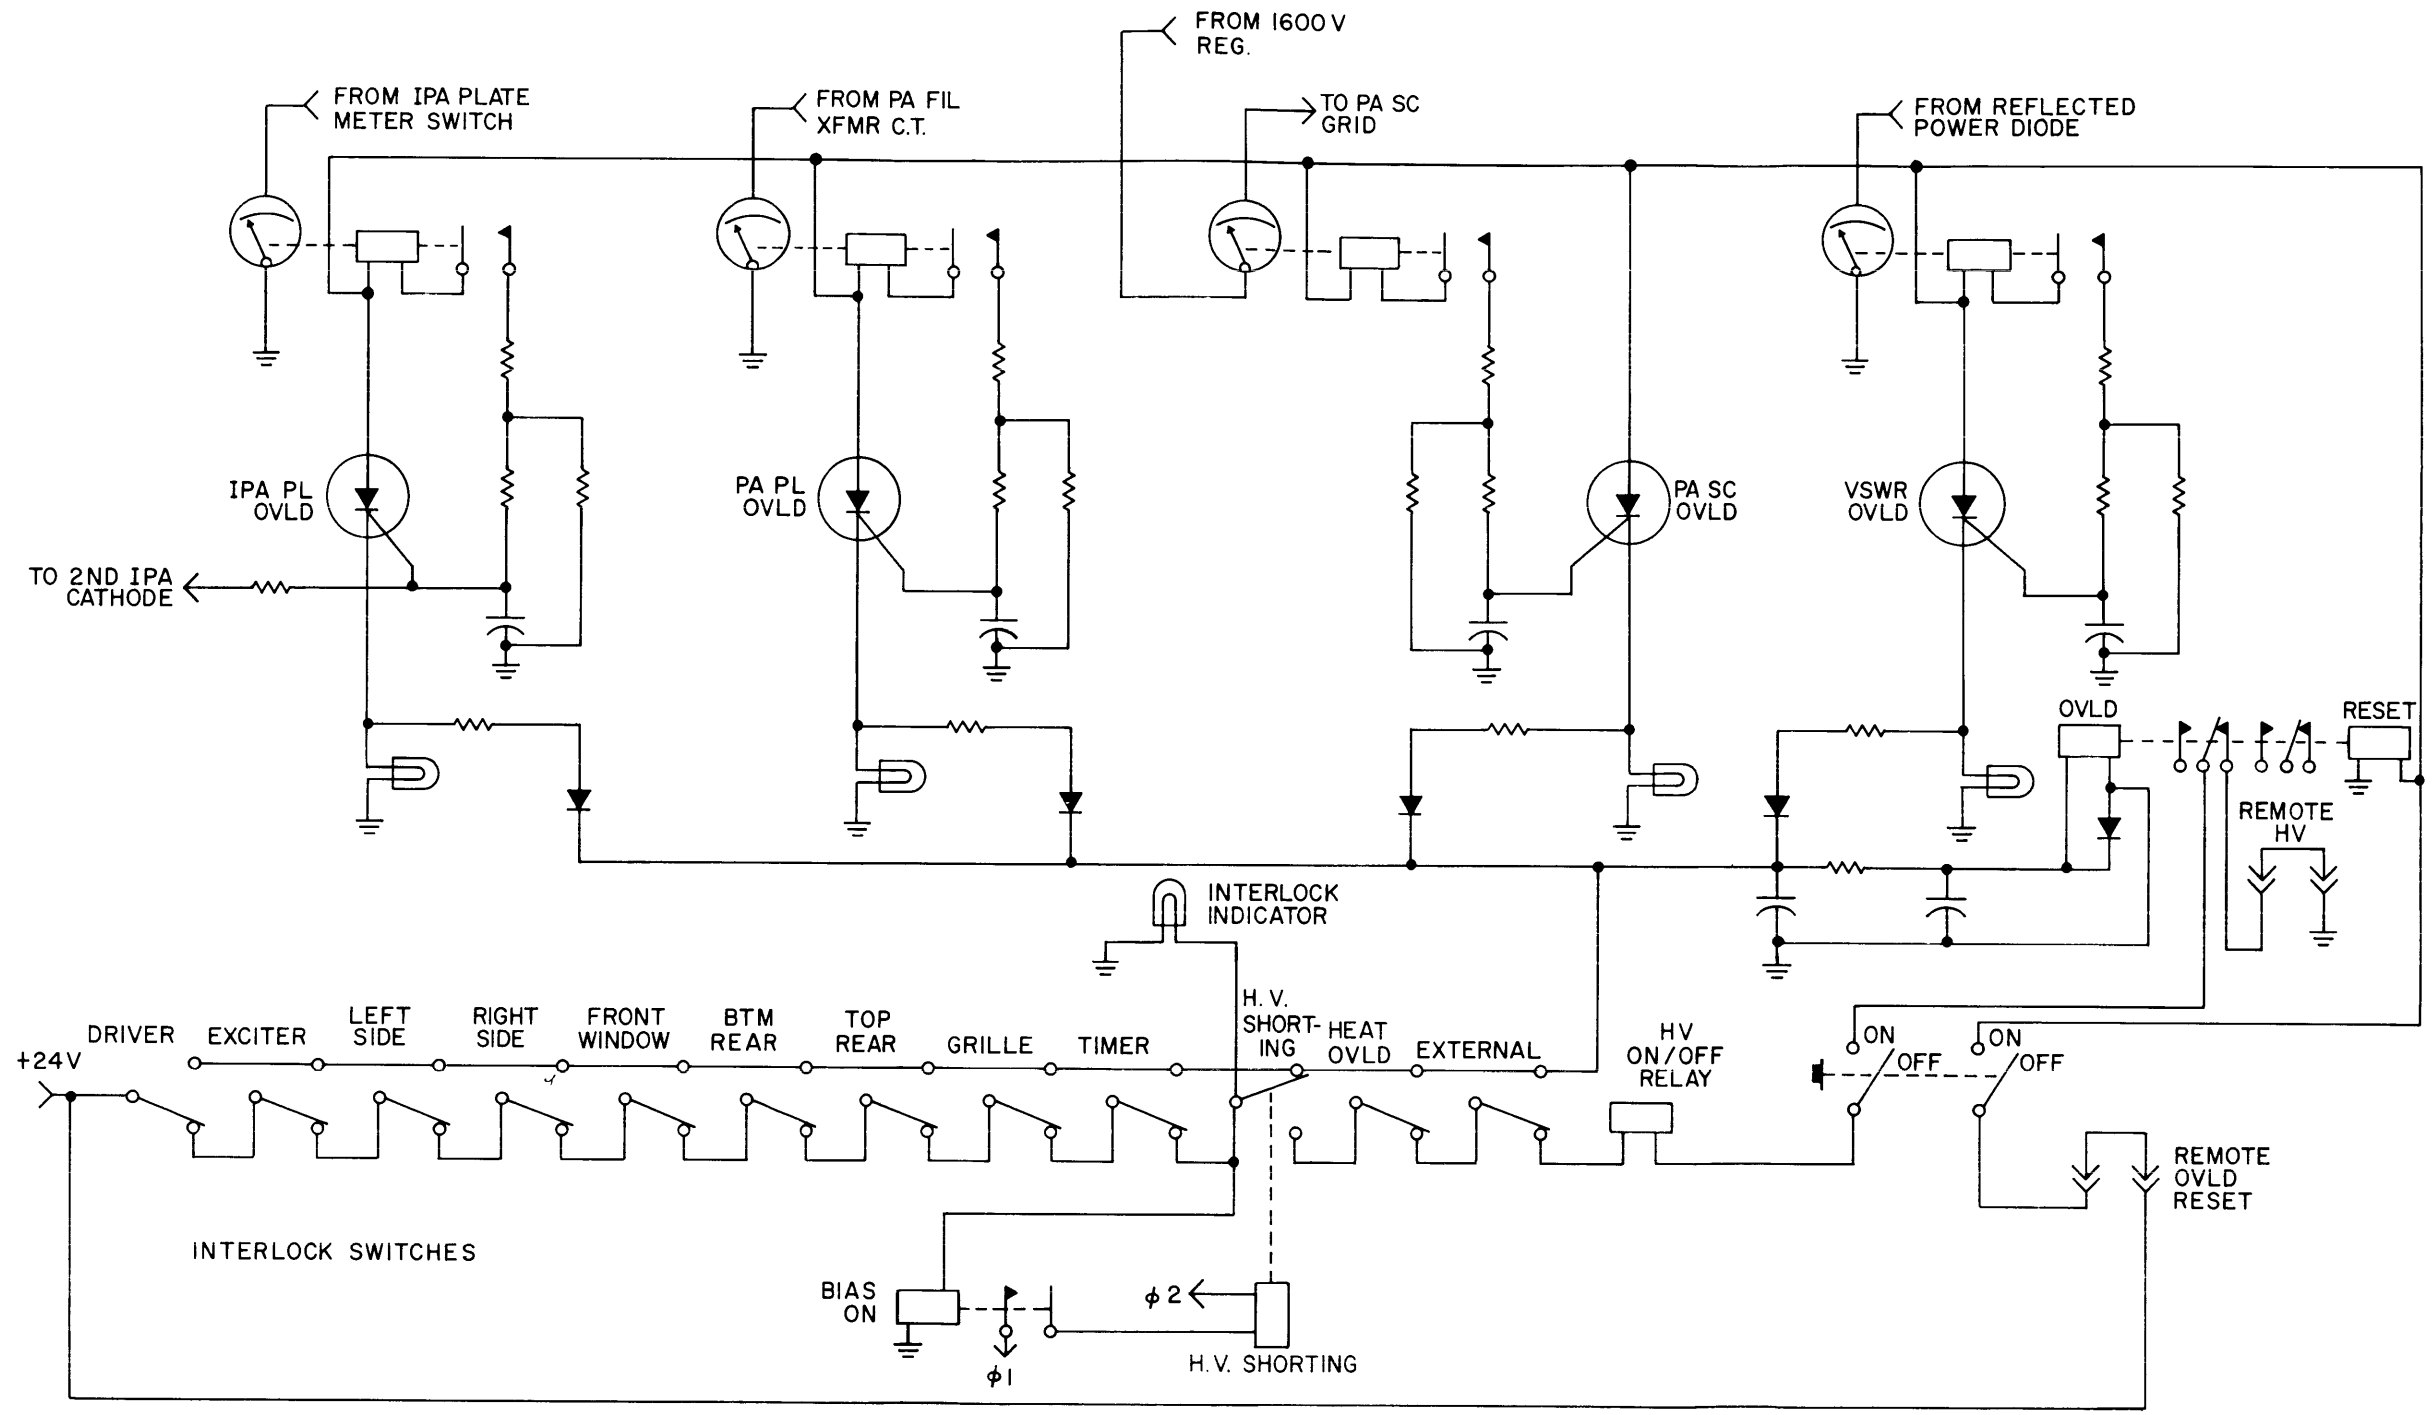 FROM 1600 V
REG.
FROM IPA PLATE
METER SWITCH
FROM PA FIL
XFMR C.T.
TO PA SC
GRID
FROM REFLECTED
POWER DIODE
IPA PL
OVLD
PA PL
OVLD
PA SC
OVLD
VSWR
OVLD
TO 2ND IPA
CATHODE
OVLD
RESET
REMOTE
HV
INTERLOCK
INDICATOR
+24V
DRIVER
EXCITER
LEFT
SIDE
RIGHT
SIDE
FRONT
WINDOW
BTM
REAR
TOP
REAR
GRILLE
TIMER
H. V.
SHORT-
ING
HEAT
OVLD
EXTERNAL
HV
ON/OFF
RELAY
ON
OFF
ON
OFF
REMOTE
OVLD
RESET
INTERLOCK SWITCHES
BIAS
ON
φ1
φ2
H.V. SHORTING